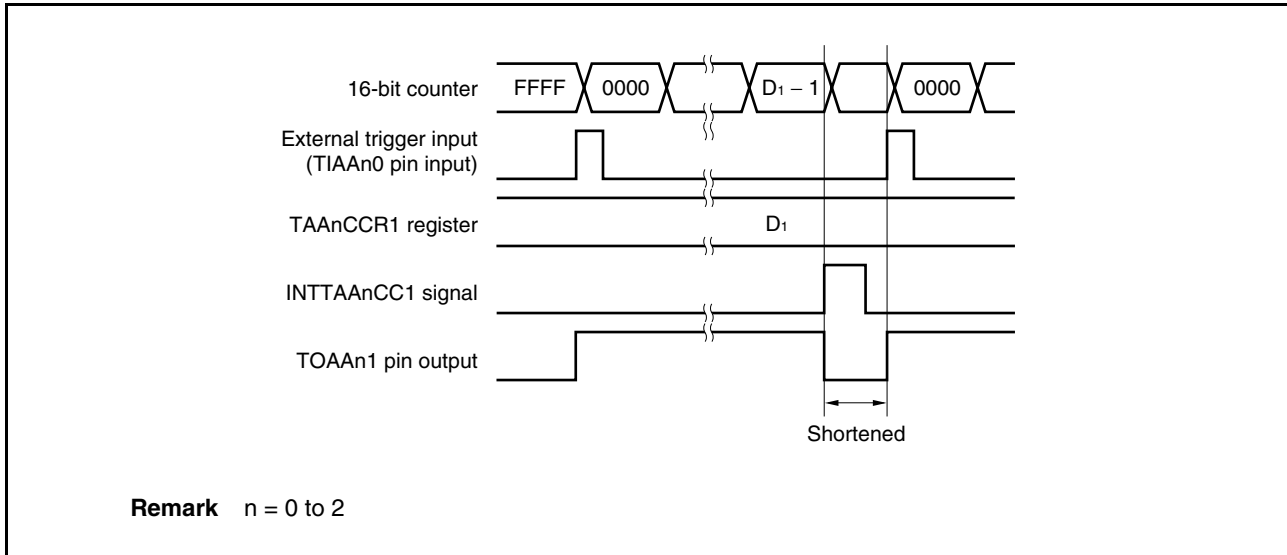 16-bit counter FFFF 0000 D₁ – 1 0000
External trigger input
(TIAAn0 pin input)
TAAnCCR1 register D₁
INTTAAnCC1 signal
TOAAn1 pin output
Shortened
Remark n = 0 to 2